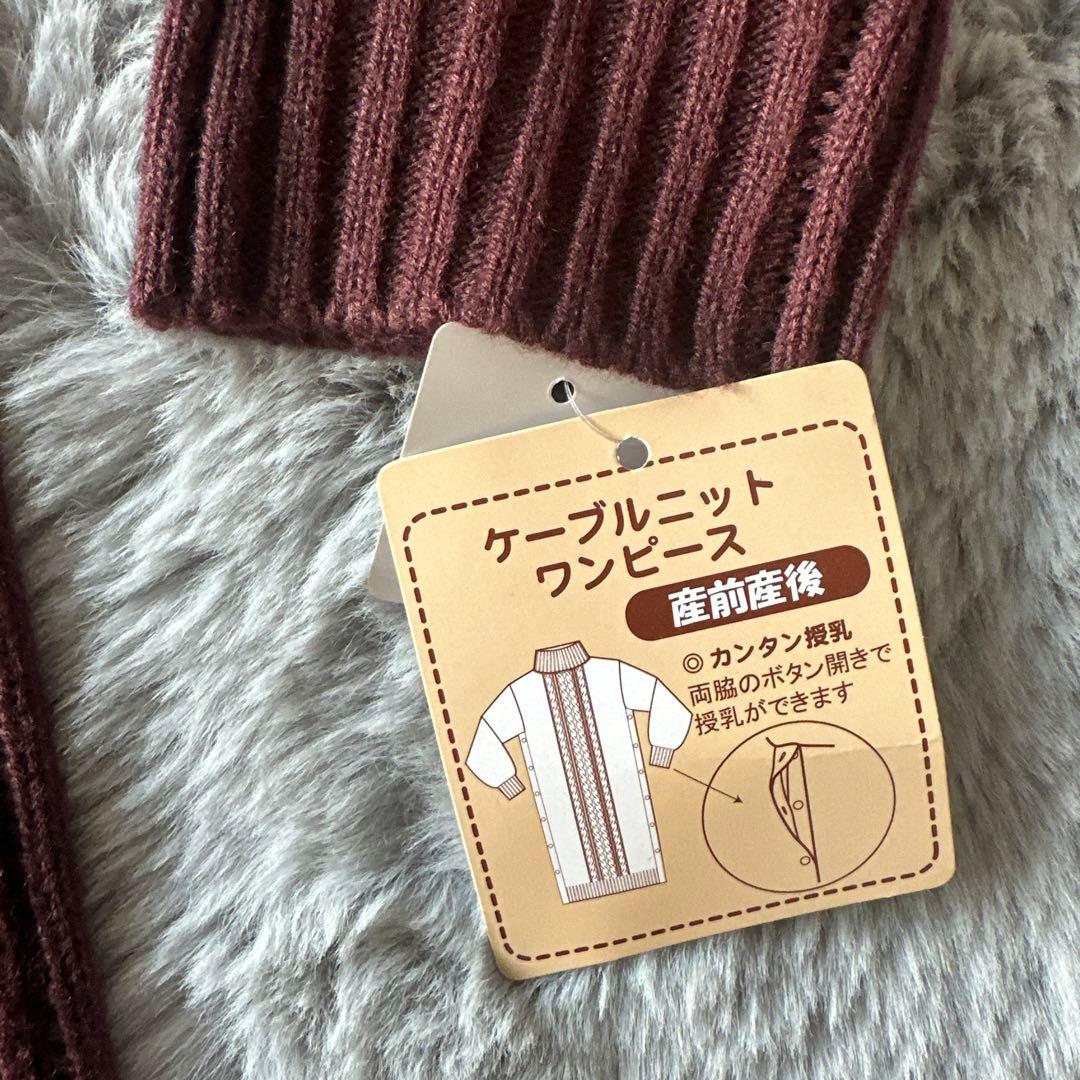 ケーブルニット
ワンピース
産前産後
◎ カンタン授乳
両脇のボタン開きで
授乳ができます